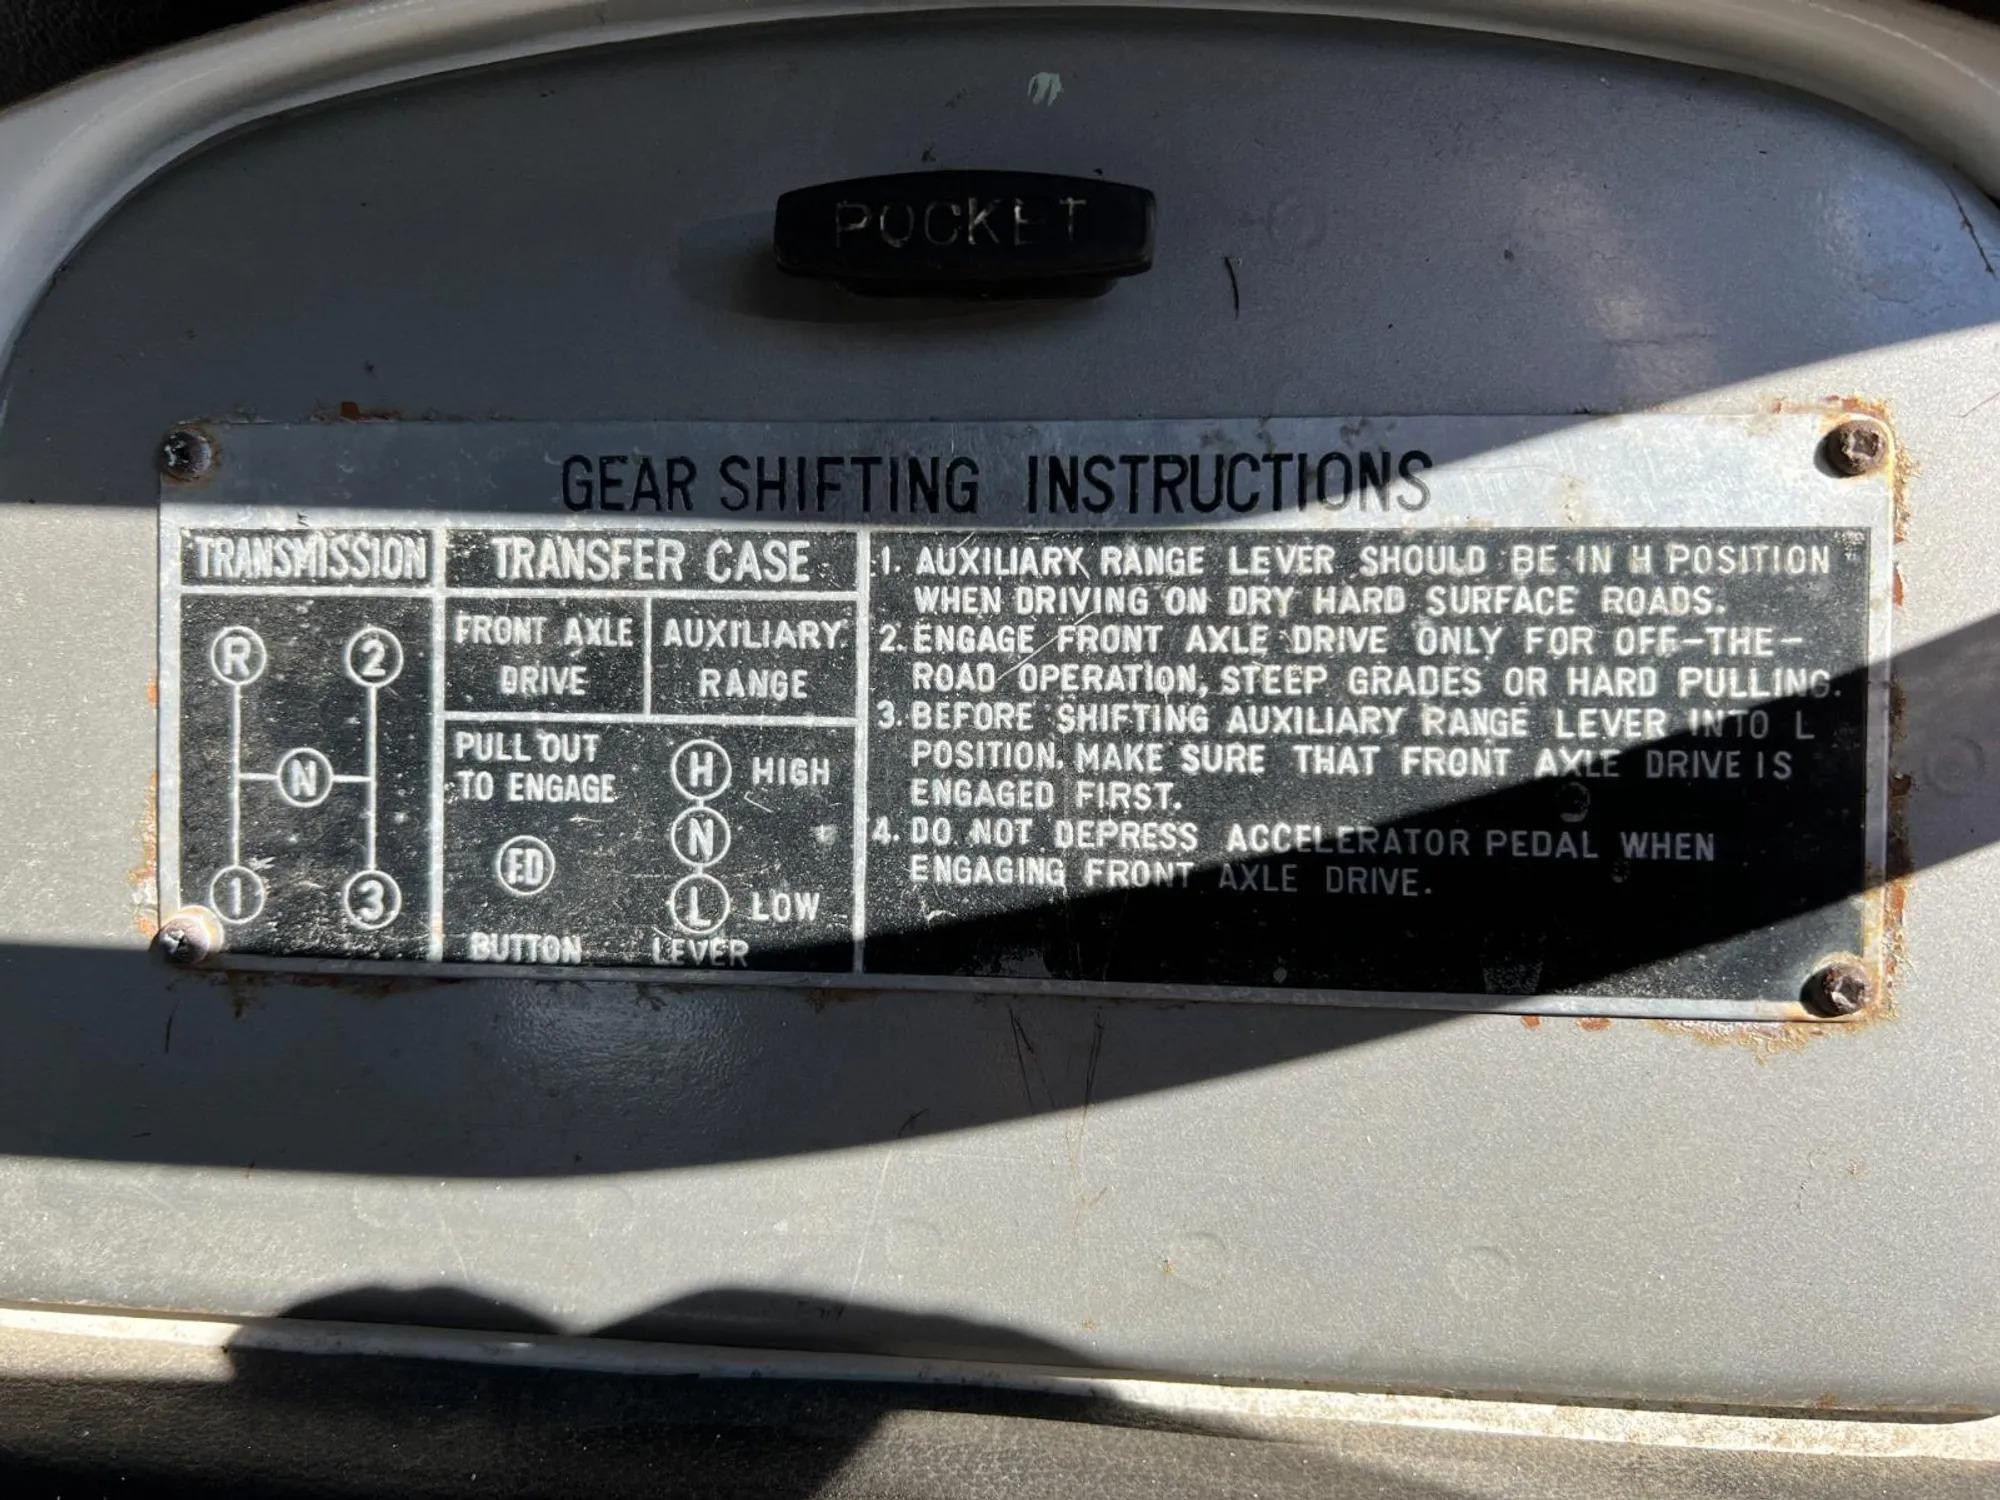 POCKET
GEAR SHIFTING INSTRUCTIONS
TRANSMISSION
R 2
N
1 3
TRANSFER CASE
FRONT AXLE
DRIVE
PULL OUT
TO ENGAGE
F.D
BUTTON
AUXILIARY
RANGE
H HIGH
N
L LOW
LEVER
1. AUXILIARY RANGE LEVER SHOULD BE IN H POSITION
WHEN DRIVING ON DRY HARD SURFACE ROADS.
2. ENGAGE FRONT AXLE DRIVE ONLY FOR OFF-THE-
ROAD OPERATION, STEEP GRADES OR HARD PULLING.
3. BEFORE SHIFTING AUXILIARY RANGE LEVER INTO L
POSITION, MAKE SURE THAT FRONT AXLE DRIVE IS
ENGAGED FIRST.
4. DO NOT DEPRESS ACCELERATOR PEDAL WHEN
ENGAGING FRONT AXLE DRIVE.